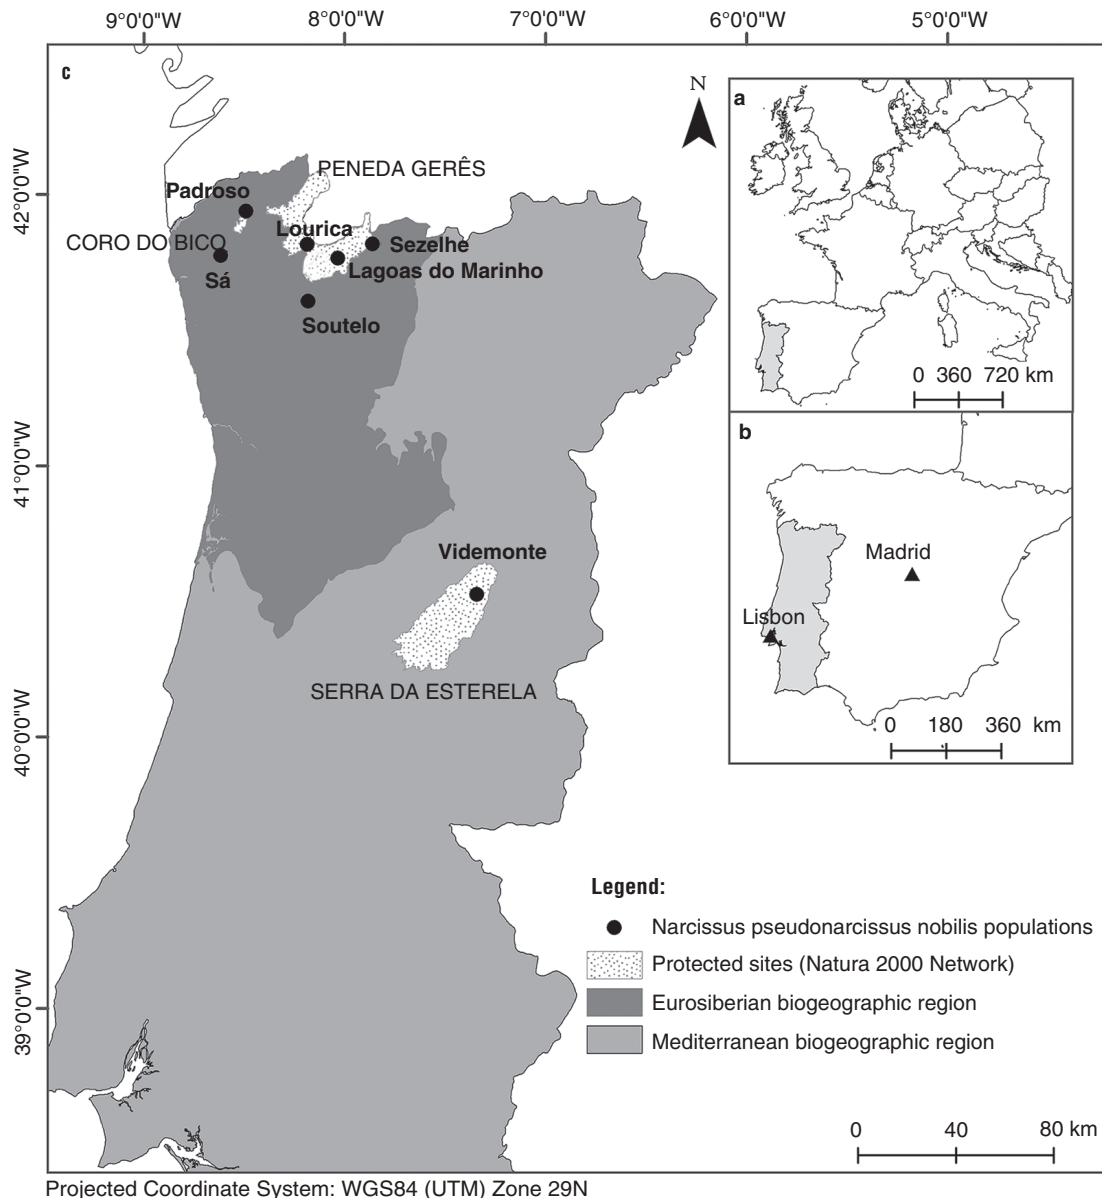 9°0'0"W 8°0'0"W 7°0'0"W 6°0'0"W 5°0'0"W
c
N
a
PENEDA GERÊS
Padroso
42°0'0"W
Lourica
CORO DO BICO
Sezelhe
Sá
Lagoas do Marinho
Soutelo
0 360 720 km
b
41°0'0"W
Videmonte
Madrid
Lisbon
SERRA DA ESTERELA
0 180 360 km
40°0'0"W
Legend:
Narcissus pseudonarcissus nobilis populations
Protected sites (Natura 2000 Network)
Eurosiberian biogeographic region
Mediterranean biogeographic region
39°0'0"W
0 40 80 km
Projected Coordinate System: WGS84 (UTM) Zone 29N